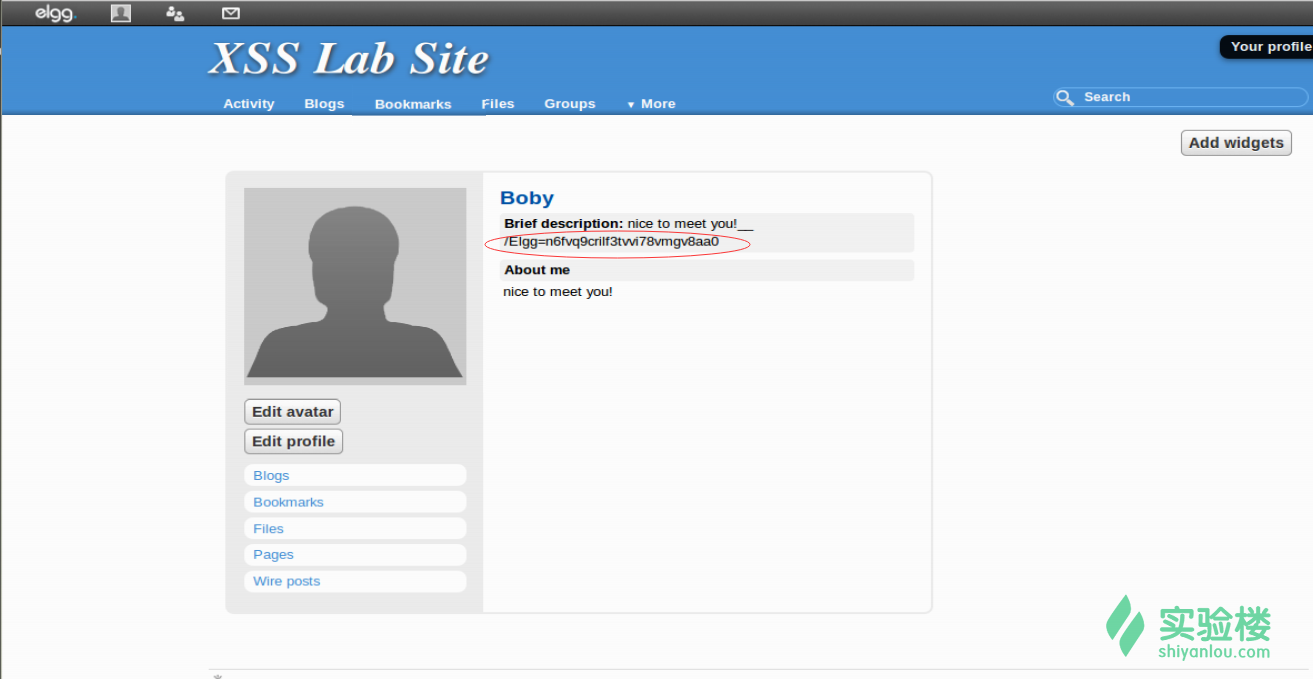 elgg.
XSS Lab Site
Your profile
Activity Blogs Bookmarks Files Groups ▼ More
Search
Add widgets
Boby
Brief description: nice to meet you!__
/Elgg=n6fvq9crilf3tvvi78vmgv8aa0
About me
nice to meet you!
Edit avatar
Edit profile
Blogs
Bookmarks
Files
Pages
Wire posts
实验楼
shiyanlou.com